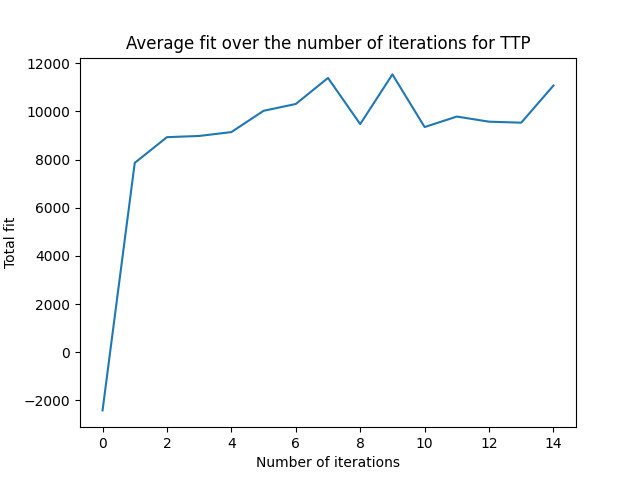 Average fit over the number of iterations for TTP
12000
10000
8000
6000
4000
2000
0
−2000
Total fit
0 2 4 6 8 10 12 14
Number of iterations